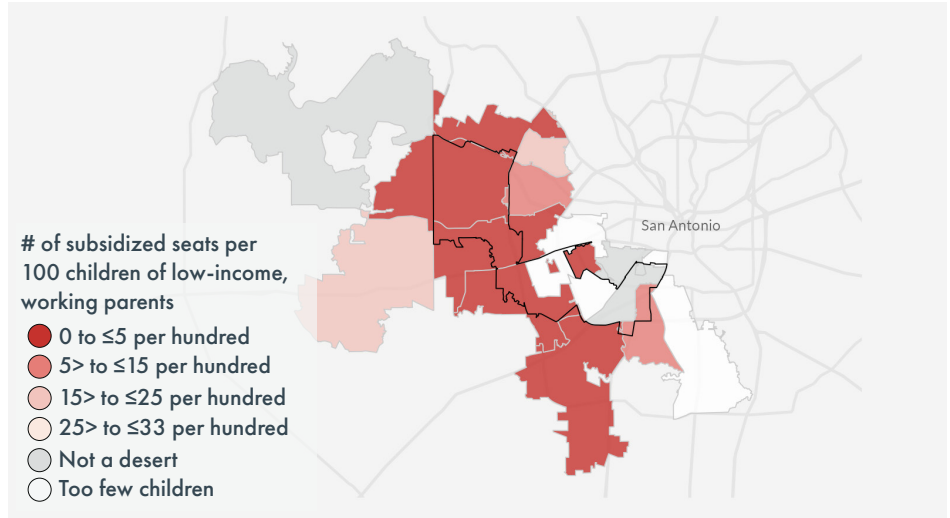 San Antonio
# of subsidized seats per
100 children of low-income,
working parents
0 to ≤5 per hundred
5> to ≤15 per hundred
15> to ≤25 per hundred
25> to ≤33 per hundred
Not a desert
Too few children